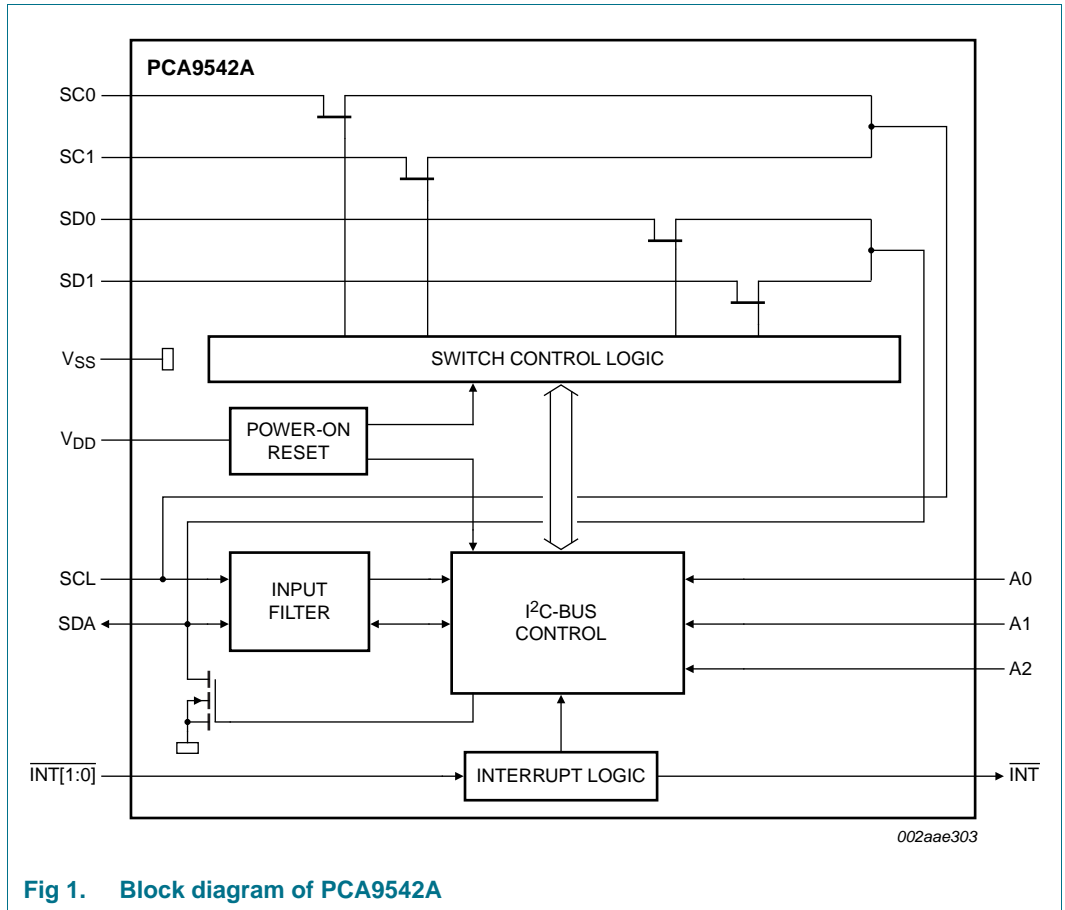 PCA9542A
SC0
SC1
SD0
SD1
VSS
SWITCH CONTROL LOGIC
VDD
POWER-ON
RESET
SCL
SDA
INPUT
FILTER
I²C-BUS
CONTROL
A0
A1
A2
INT[1:0]
INTERRUPT LOGIC
INT
002aae303
Fig 1. Block diagram of PCA9542A